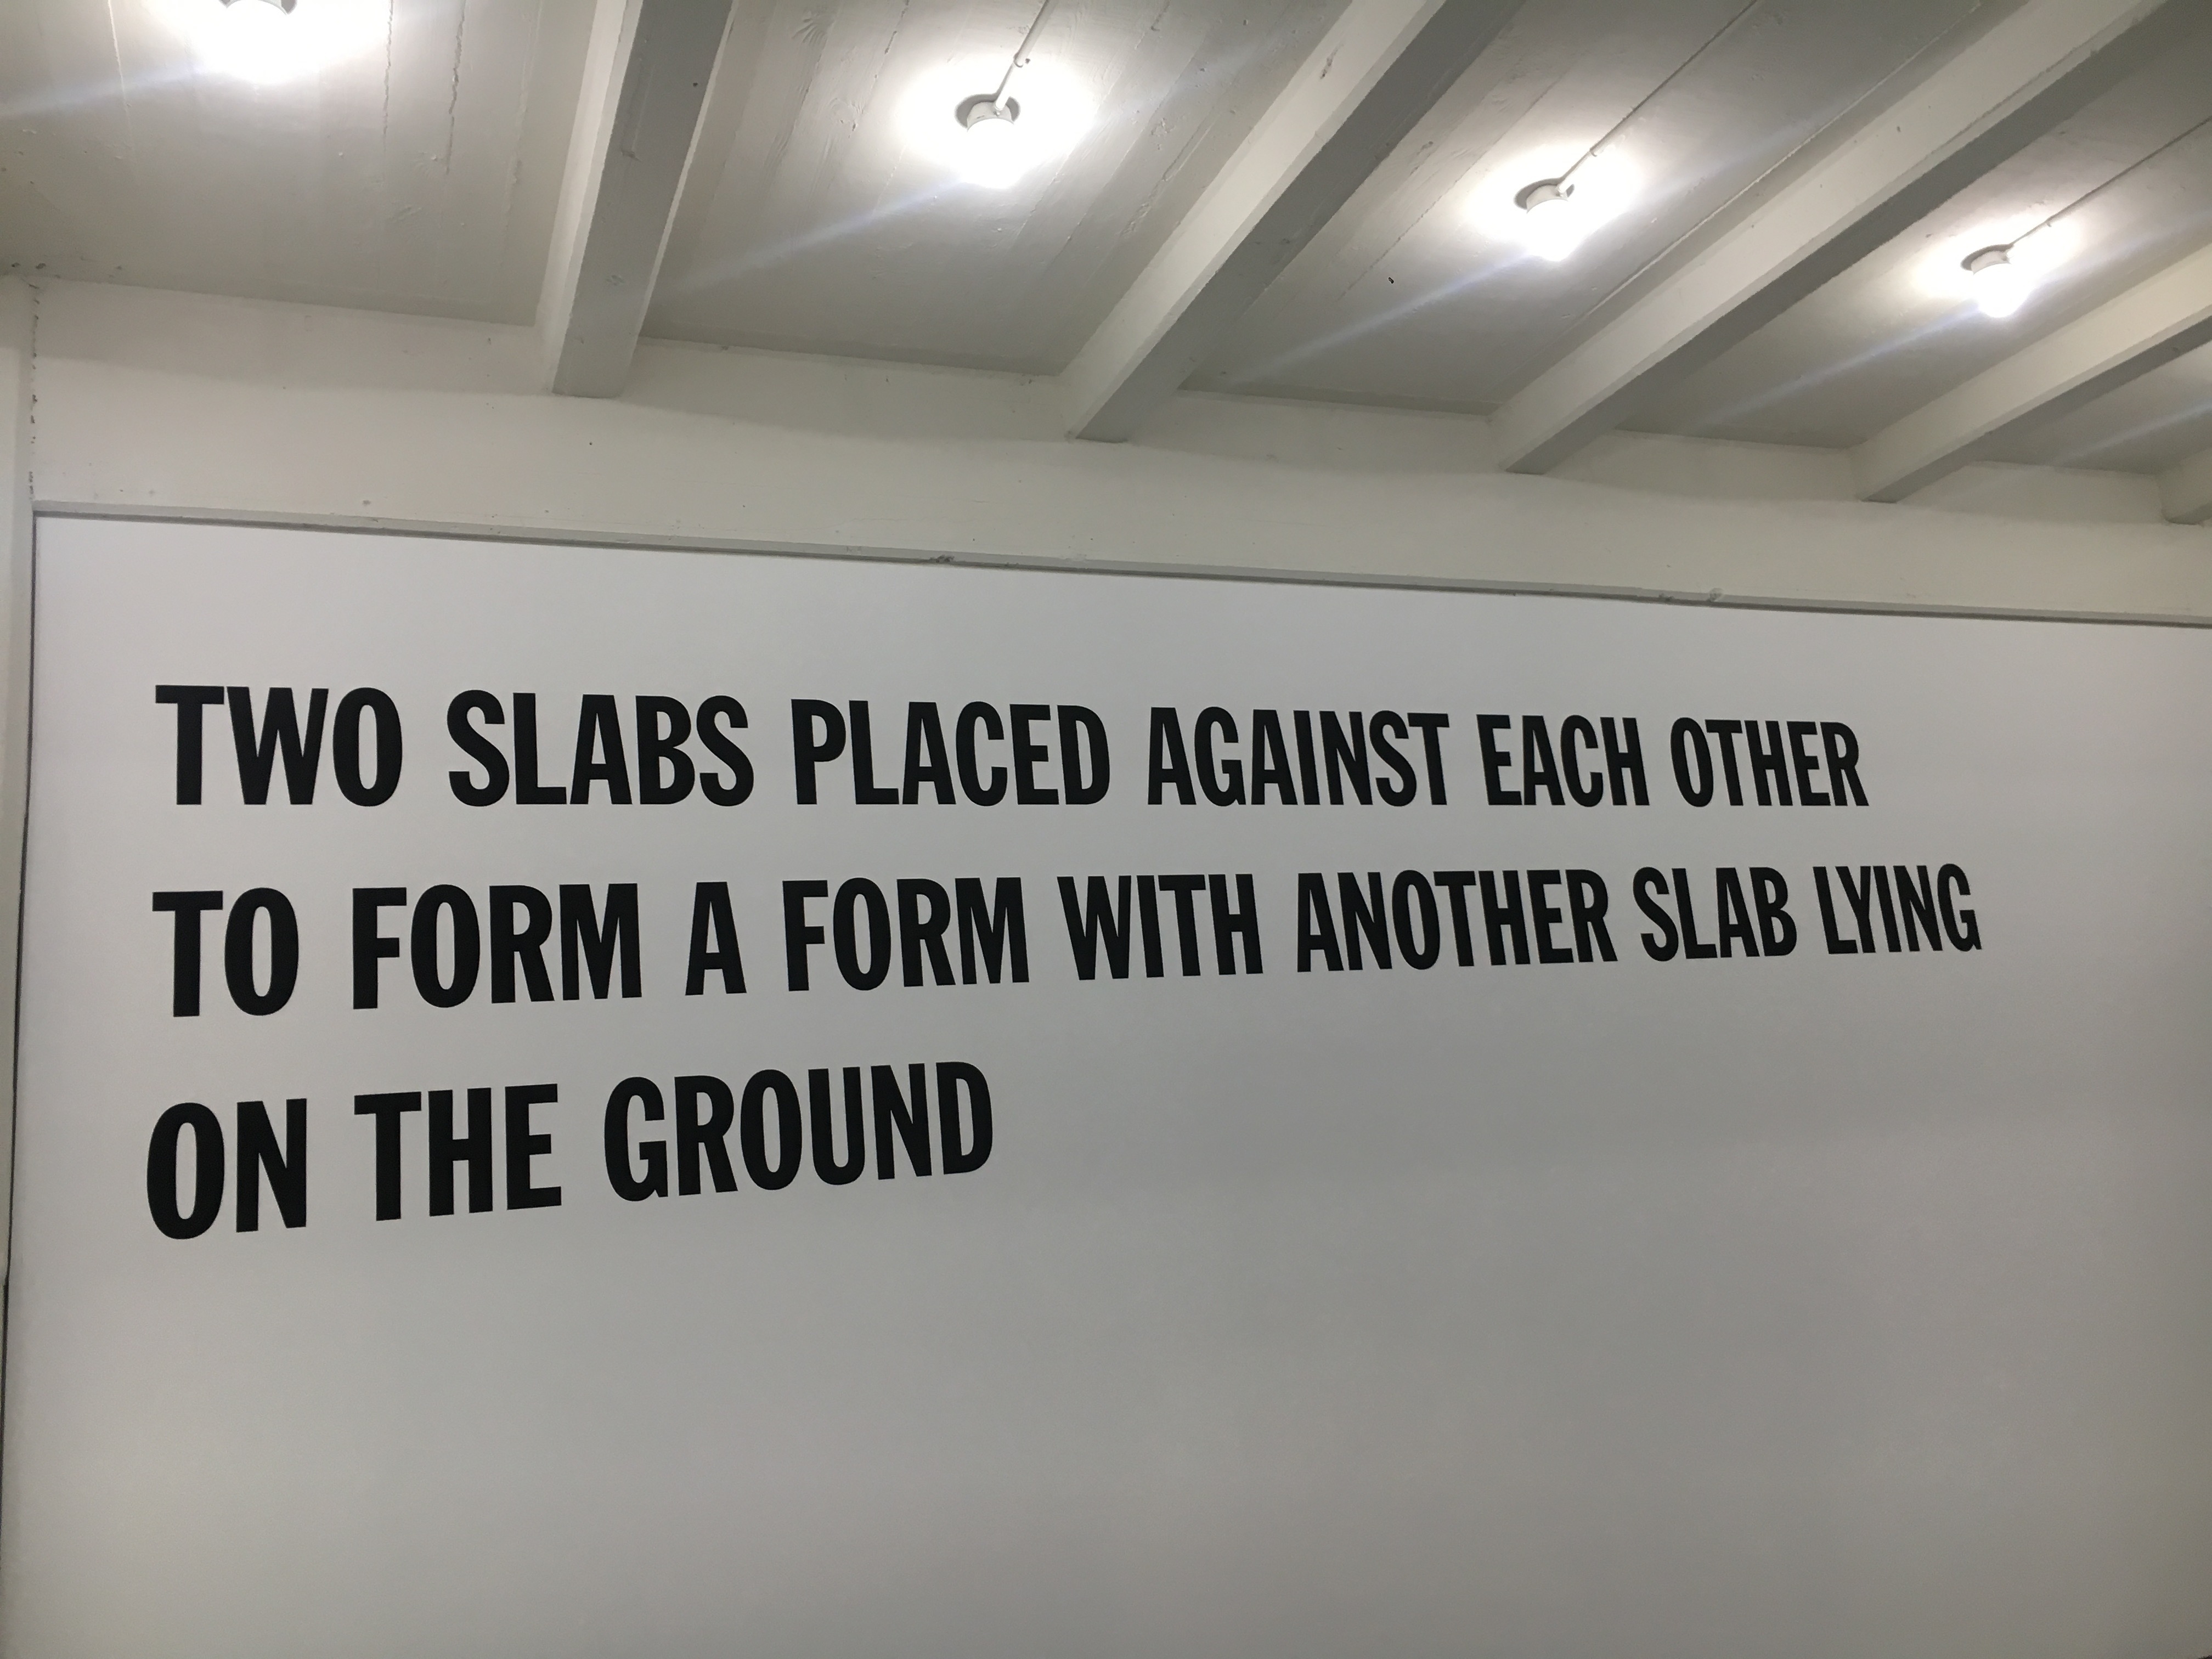 TWO SLABS PLACED AGAINST EACH OTHER
TO FORM A FORM WITH ANOTHER SLAB LYING
ON THE GROUND